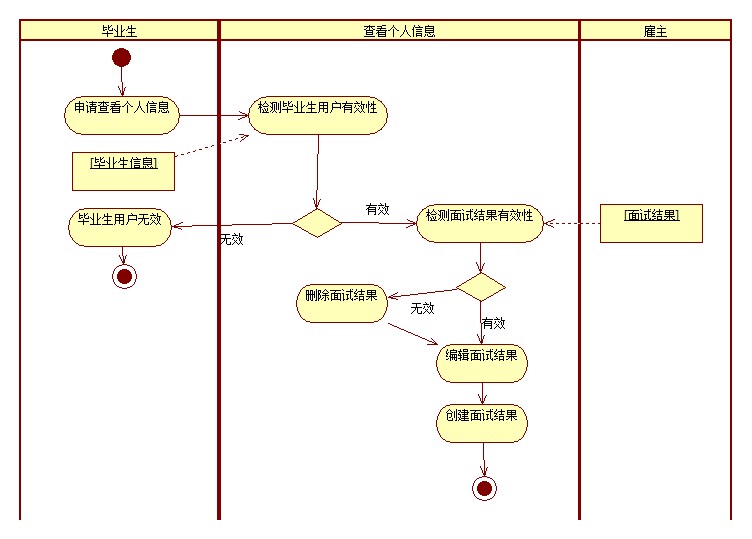 毕业生
查看个人信息
雇主
申请查看个人信息
检测毕业生用户有效性
[毕业生信息]
毕业生用户无效
无效
有效
检测面试结果有效性
[面试结果]
删除面试结果
无效
有效
编辑面试结果
创建面试结果